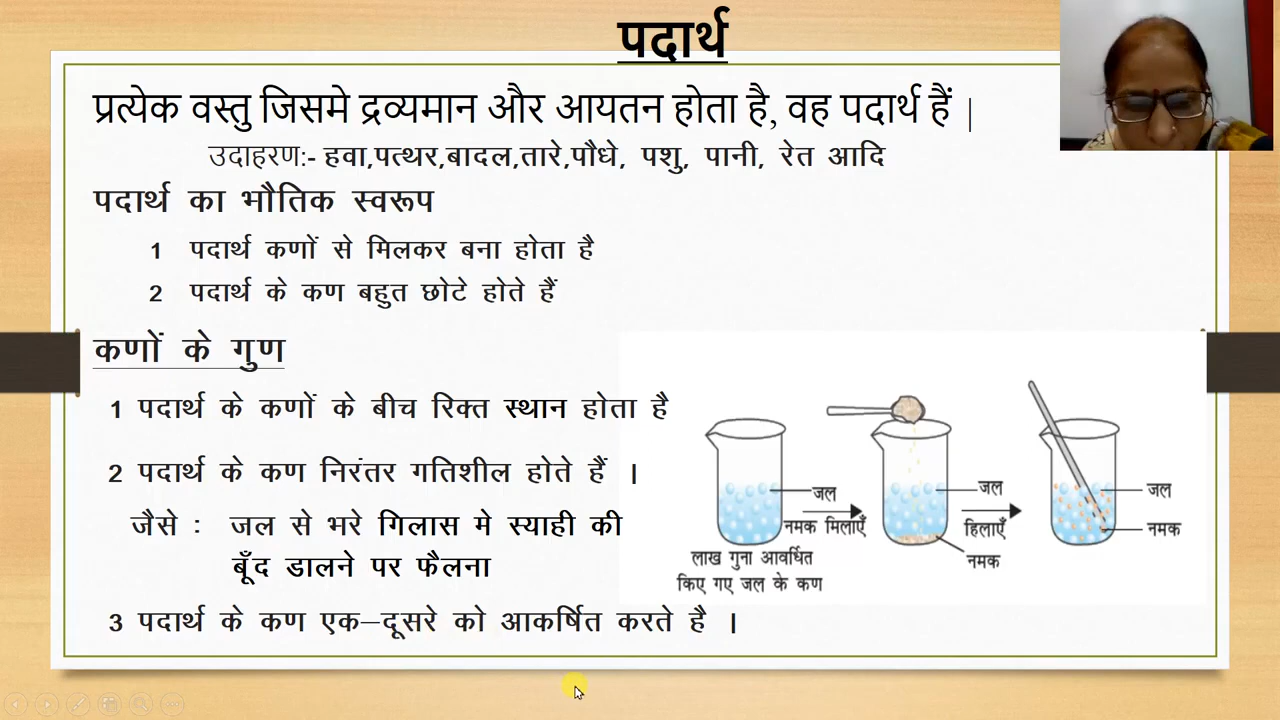 पदार्थ
प्रत्येक वस्तु जिसमे द्रव्यमान और आयतन होता है, वह पदार्थ हैं |
उदाहरण:- हवा,पत्थर,बादल,तारे,पौधे, पशु, पानी, रेत आदि
पदार्थ का भौतिक स्वरूप
1 पदार्थ कणों से मिलकर बना होता है
2 पदार्थ के कण बहुत छोटे होते हैं
कणों के गुण
1 पदार्थ के कणों के बीच रिक्त स्थान होता है
2 पदार्थ के कण निरंतर गतिशील होते हैं ।
जैसे : जल से भरे गिलास मे स्याही की
बूँद डालने पर फैलना
3 पदार्थ के कण एक–दूसरे को आकर्षित करते है ।
जल
नमक मिलाएँ
लाख गुना आवर्धित
किए गए जल के कण
जल
हिलाएँ
नमक
जल
नमक